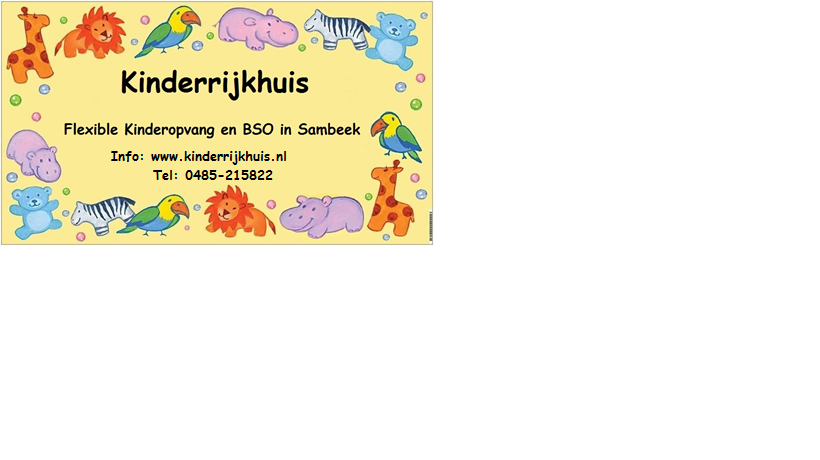 Kinderrijkhuis
Flexible Kinderopvang en BSO in Sambeek
Info: www.kinderrijkhuis.nl
Tel: 0485-215822